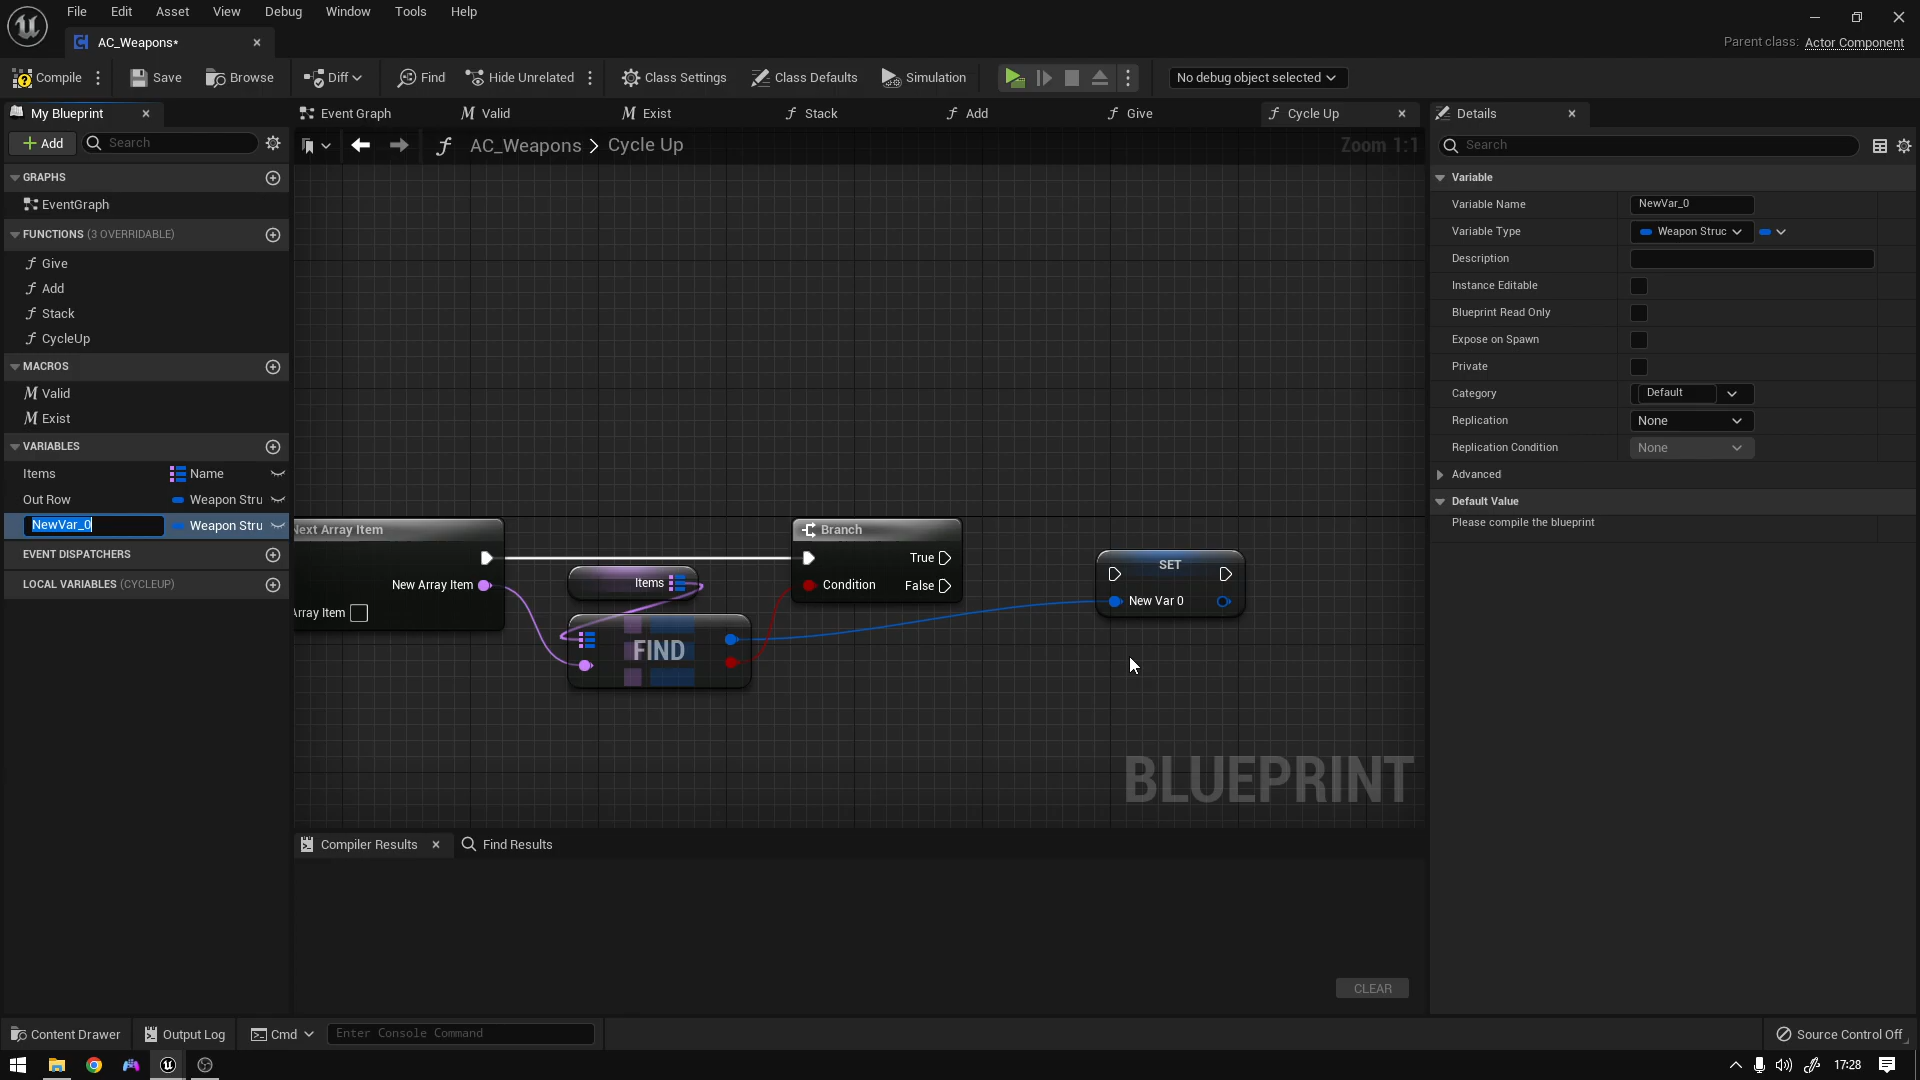 File Edit Asset View Debug Window Tools Help
AC_Weapons*
Parent class: Actor Component
Compile Save Browse Diff Find Hide Unrelated Class Settings Class Defaults Simulation No debug object selected
My Blueprint
Event Graph Valid Exist Stack Add Give Cycle Up
Details
Add Search
AC_Weapons > Cycle Up
Zoom 1:1
Search
GRAPHS
EventGraph
FUNCTIONS (3 OVERRIDABLE)
Give
Add
Stack
CycleUp
MACROS
Valid
Exist
VARIABLES
Items Name
Out Row Weapon Stru
NewVar_0 Weapon Stru
EVENT DISPATCHERS
LOCAL VARIABLES (CYCLEUP)
Next Array Item
New Array Item
Array Item
Items
FIND
Branch
True
Condition False
SET
New Var 0
BLUEPRINT
Variable
Variable Name NewVar_0
Variable Type Weapon Struc
Description
Instance Editable
Blueprint Read Only
Expose on Spawn
Private
Category Default
Replication None
Replication Condition None
Advanced
Default Value
Please compile the blueprint
Compiler Results Find Results
CLEAR
Content Drawer Output Log Cmd Enter Console Command
Source Control Off
17:28